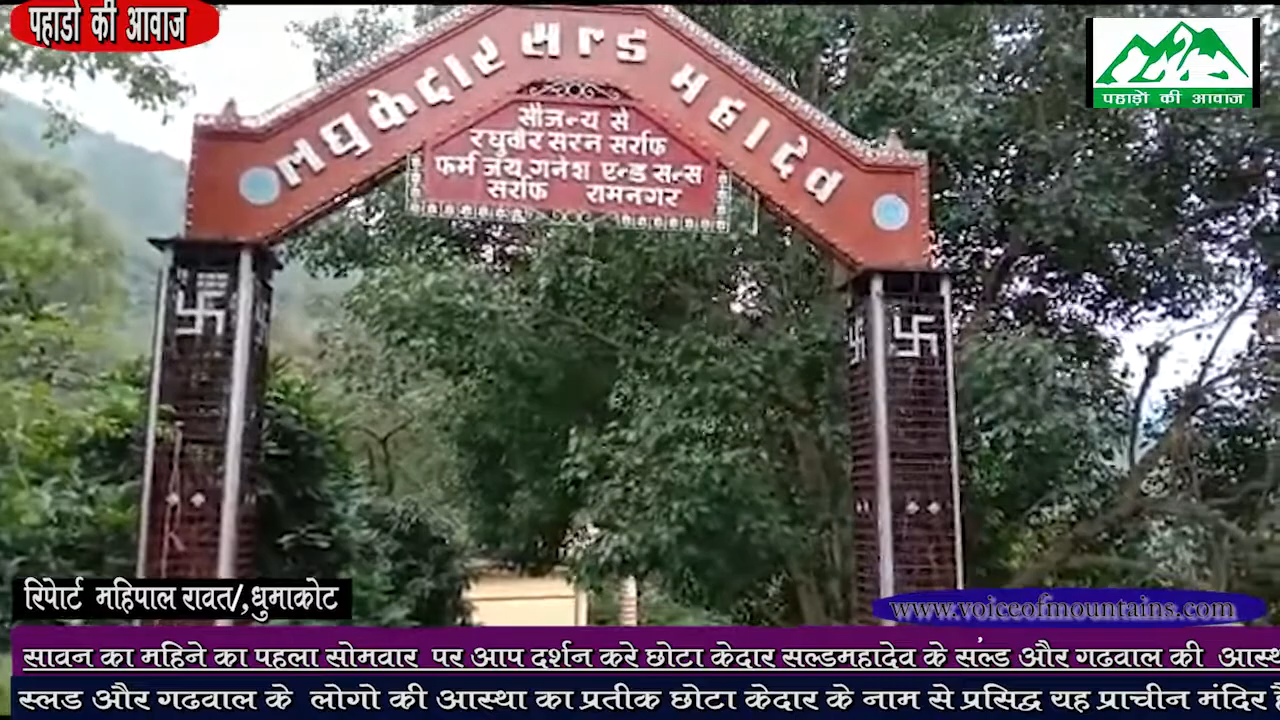 पहाडो की आवाज
पहाड़ों की आवाज
लघुकेदार सल्ड महादेव
सौजन्य से
रघुवीर सरन सर्राफ
फर्म जय गनेश एन्ड सन्स
सर्राफ रामनगर
रिपोर्ट महिपाल रावत/,धुमाकोट
www.voiceofmountains.com
सावन का महिने का पहला सोमवार पर आप दर्शन करे छोटा केदार सल्डमहादेव के सल्ड और गढवाल की
स्लड और गढवाल के लोगो की आस्था का प्रतीक छोटा केदार के नाम से प्रसिद्व यह प्राचीन मंदिर